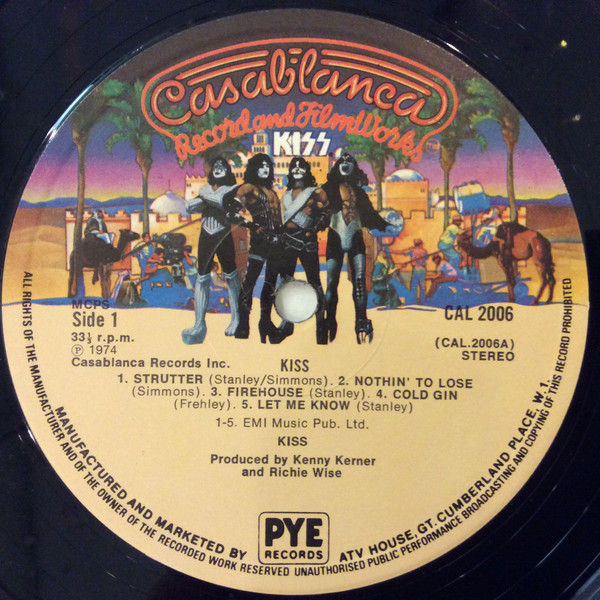 Casablanca
Record and FilmWorks
KISS
MCPS
Side 1
33⅓ r.p.m.
℗ 1974
Casablanca Records Inc.
CAL 2006
(CAL.2006A)
STEREO
KISS
1. STRUTTER (Stanley/Simmons). 2. NOTHIN' TO LOSE
(Simmons). 3. FIREHOUSE (Stanley). 4. COLD GIN
(Frehley). 5. LET ME KNOW (Stanley)
1-5. EMI Music Pub. Ltd.
KISS
Produced by Kenny Kerner
and Richie Wise
MANUFACTURED AND MARKETED BY
PYE
RECORDS
ATV HOUSE, GT. CUMBERLAND PLACE, W.1.
ALL RIGHTS OF THE MANUFACTURER AND OF THE OWNER OF THE RECORDED WORK RESERVED UNAUTHORISED PUBLIC PERFORMANCE BROADCASTING AND COPYING OF THIS RECORD PROHIBITED